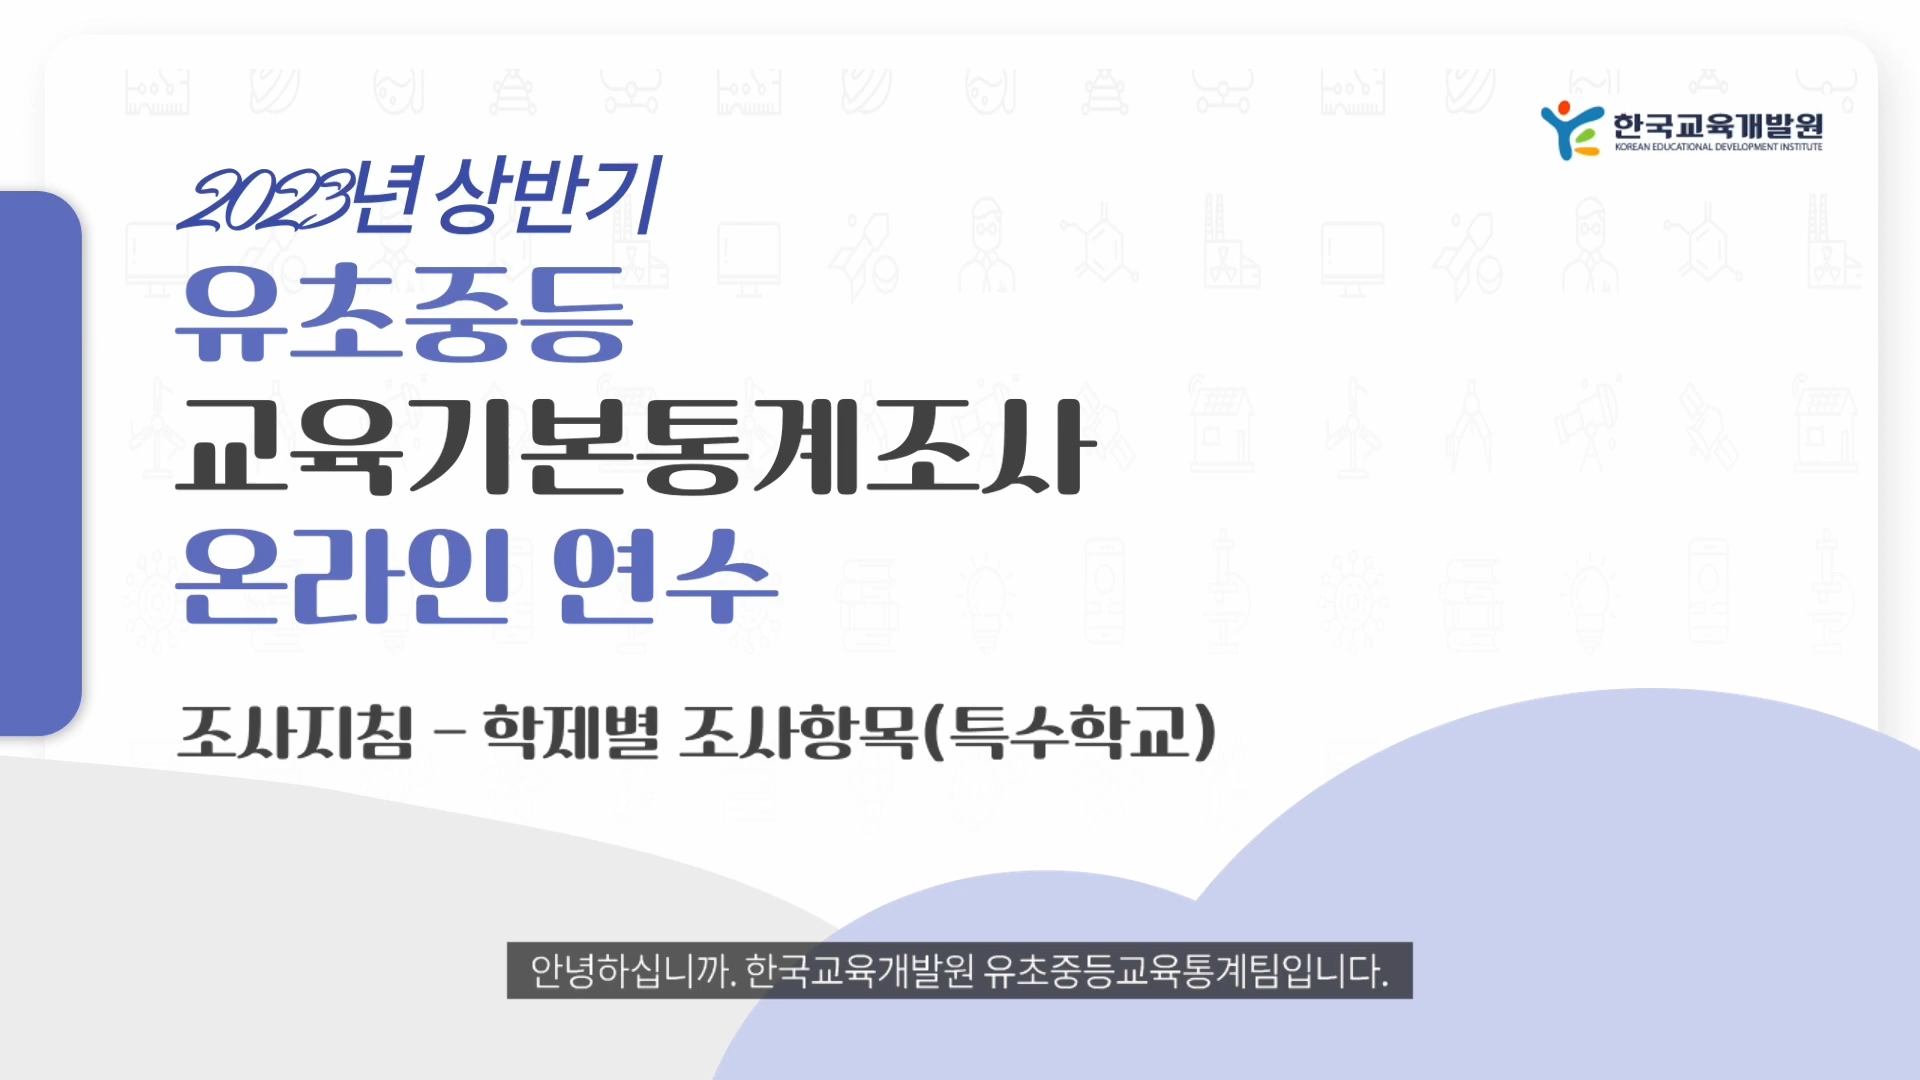 한국교육개발원
KOREAN EDUCATIONAL DEVELOPMENT INSTITUTE
2023년 상반기
유초중등
교육기본통계조사
온라인 연수
조사지침 – 학제별 조사항목(특수학교)
안녕하십니까. 한국교육개발원 유초중등교육통계팀입니다.